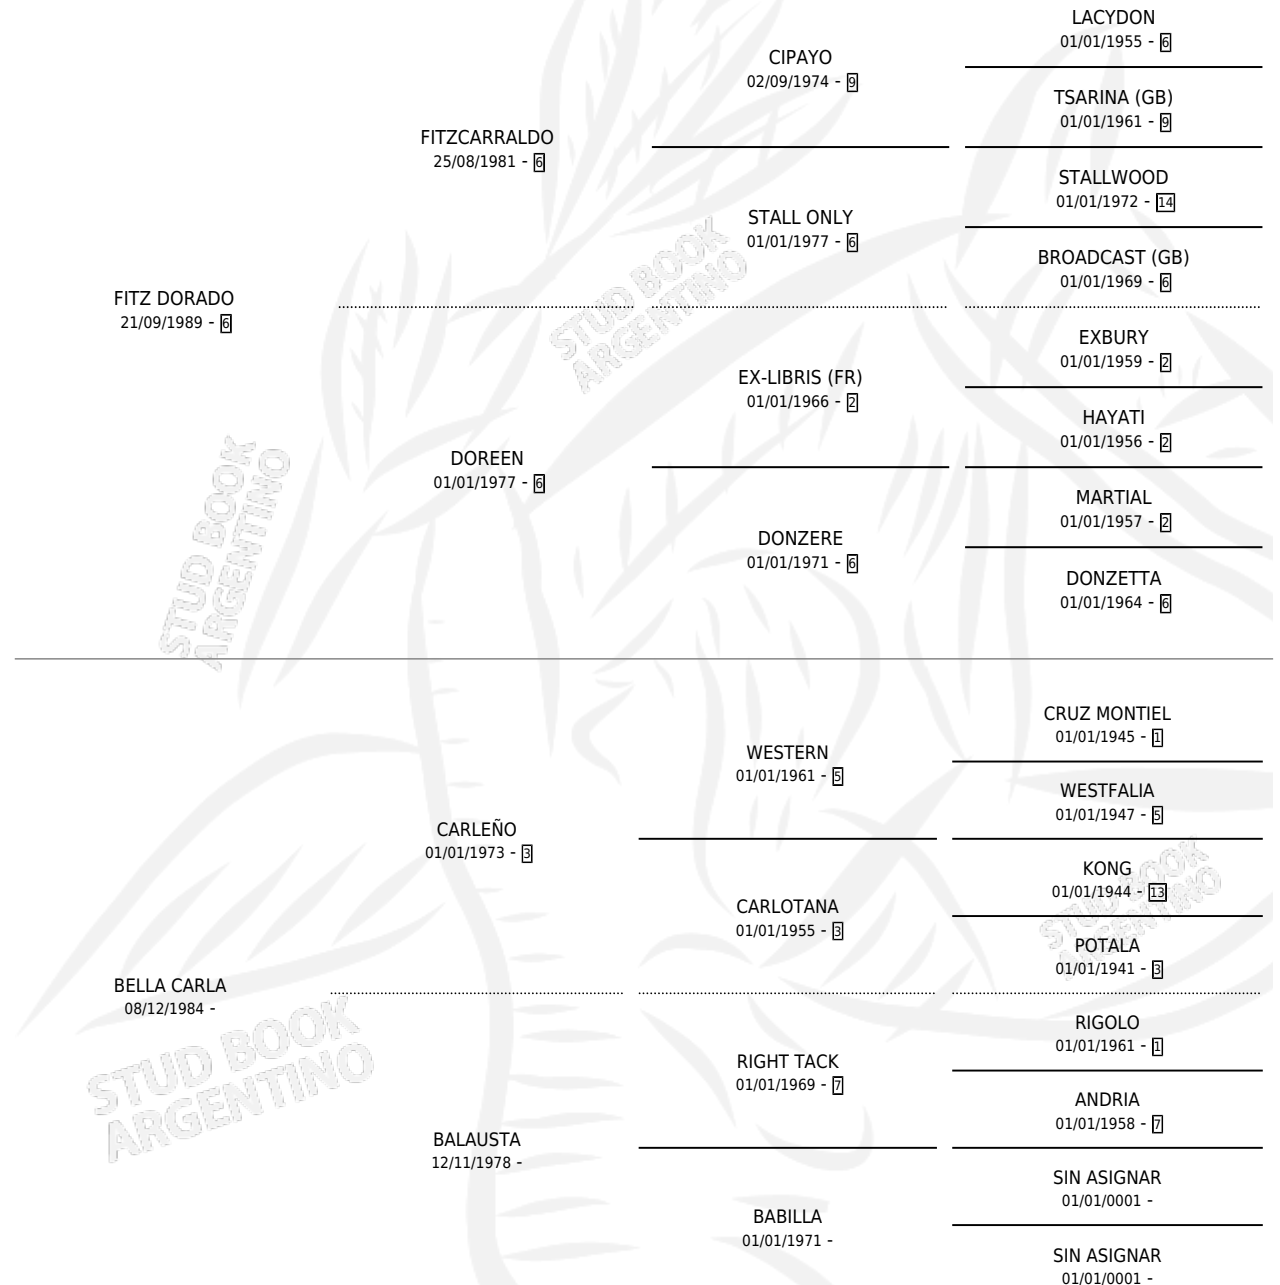 LACYDON
01/01/1955 - 6
CIPAYO
02/09/1974 - 9
TSARINA (GB)
01/01/1961 - 9
FITZCARRALDO
25/08/1981 - 6
STALLWOOD
01/01/1972 - 14
STALL ONLY
01/01/1977 - 6
BROADCAST (GB)
01/01/1969 - 6
FITZ DORADO
21/09/1989 - 6
STUD BOOK
ARGENTINO
EXBURY
01/01/1959 - 2
EX-LIBRIS (FR)
01/01/1966 - 2
HAYATI
01/01/1956 - 2
DOREEN
01/01/1977 - 6
MARTIAL
01/01/1957 - 2
DONZERE
01/01/1971 - 6
DONZETTA
01/01/1964 - 6
STUD BOOK
ARGENTINO
CRUZ MONTIEL
01/01/1945 - 1
WESTERN
01/01/1961 - 5
WESTFALIA
01/01/1947 - 5
CARLEÑO
01/01/1973 - 3
KONG
01/01/1944 - 13
CARLOTANA
01/01/1955 - 3
POTALA
01/01/1941 - 3
STUD BOOK
ARGENTINO
BELLA CARLA
08/12/1984 -
RIGOLO
01/01/1961 - 1
RIGHT TACK
01/01/1969 - 7
ANDRIA
01/01/1958 - 7
STUD BOOK
ARGENTINO
BALAUSTA
12/11/1978 -
SIN ASIGNAR
01/01/0001 -
BABILLA
01/01/1971 -
SIN ASIGNAR
01/01/0001 -